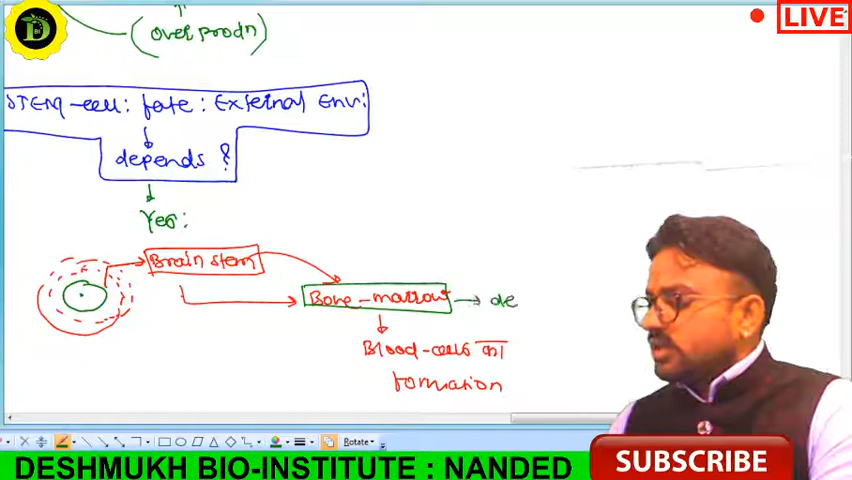 D
LIVE
(over prodn)
STEM-cell: fate: External Env:
depends ?
Yes:
Brain stem
Bone-marrow → de
Blood-cells का
formation
Rotate
DESHMUKH BIO-INSTITUTE : NANDED
SUBSCRIBE